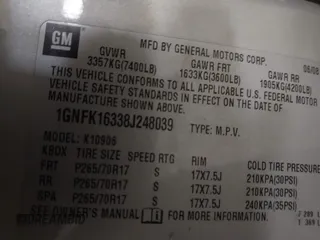 GM
MFD BY GENERAL MOTORS CORP. 06/08
GVWR GAWR FRT GAWR RR
3357KG(7400LB) 1633KG(3600LB) 1905KG(4200LB)
THIS VEHICLE CONFORMS TO ALL APPLICABLE U.S. FEDERAL MOTOR
VEHICLE SAFETY STANDARDS IN EFFECT ON THE DATE OF
MANUFACTURE SHOWN ABOVE.
1GNFK16338J248039 TYPE: M.P.V.
MODEL: K10906
TIRE SIZE SPEED RTG RIM COLD TIRE PRESSURE
FRT P265/70R17 S 17X7.5J 210KPA(30PSI)
RR P265/70R17 S 17X7.5J 210KPA(30PSI)
SPA P265/70R17 S 17X7.5J 240KPA(35PSI)
SEE OWNER'S MANUAL FOR MORE INFORMATION.